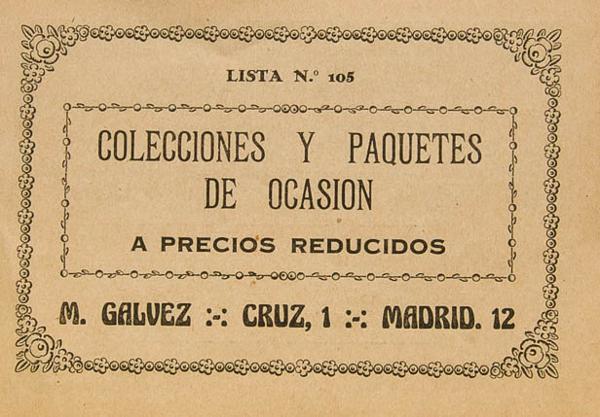 LISTA N.º 105
COLECCIONES Y PAQUETES
DE OCASION
A PRECIOS REDUCIDOS
M. GALVEZ :-: CRUZ, 1 :-: MADRID. 12